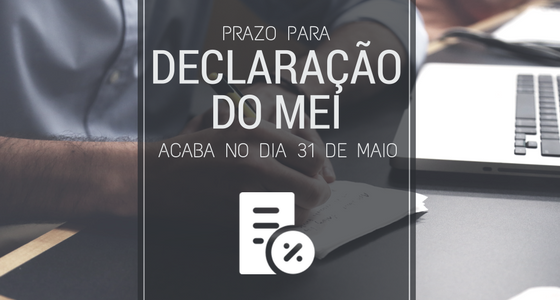 PRAZO PARA
DECLARAÇÃO
DO MEI
ACABA NO DIA 31 DE MAIO
%